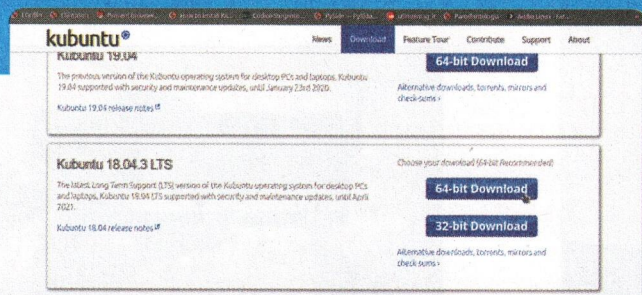 kubuntu®
News Download Feature Tour Contribute Support About
Kubuntu 19.04
64-bit Download
The previous version of the Kubuntu operating system for desktop PCs and laptops, Kubuntu
19.04 supported with security and maintenance updates, until January 23rd 2020.
Alternative downloads, torrents, mirrors and
check-sums ›
Kubuntu 19.04 release notes
Kubuntu 18.04.3 LTS
Choose your download (64-bit Recommended)
The latest Long Term Support (LTS) version of the Kubuntu operating system for desktop PCs
and laptops, Kubuntu 18.04 LTS supported with security and maintenance updates, until April
2021.
64-bit Download
Kubuntu 18.04 release notes
32-bit Download
Alternative downloads, torrents, mirrors and
check-sums ›